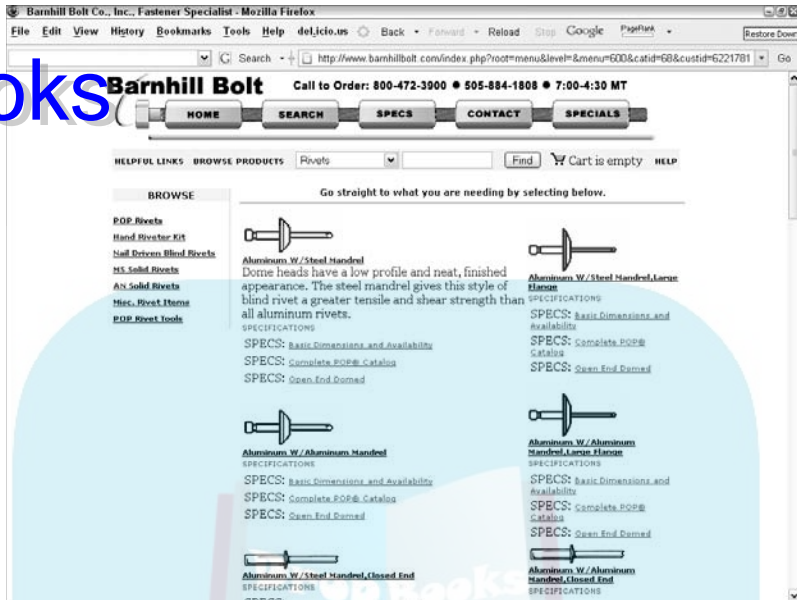 Barnhill Bolt Co., Inc., Fastener Specialist - Mozilla Firefox
File Edit View History Bookmarks Tools Help del.icio.us Back Forward Reload Stop Google PageRank
Restore Down
Search http://www.barnhillbolt.com/index.php?root=menu&level=&menu=600&catid=68&custid=6221781 Go
oks
Barnhill Bolt Call to Order: 800-472-3900 • 505-884-1808 • 7:00-4:30 MT
HOME SEARCH SPECS CONTACT SPECIALS
HELPFUL LINKS BROWSE PRODUCTS Rivets Find Cart is empty HELP
BROWSE
POP Rivets
Hand Riveter Kit
Nail Driven Blind Rivets
MS Solid Rivets
AN Solid Rivets
Misc. Rivet Items
POP Rivet Tools
Go straight to what you are needing by selecting below.
Aluminum W/Steel Mandrel
Dome heads have a low profile and neat, finished
appearance. The steel mandrel gives this style of
blind rivet a greater tensile and shear strength than
all aluminum rivets.
SPECIFICATIONS
SPECS: Basic Dimensions and Availability
SPECS: Complete POP® Catalog
SPECS: Open End Domed
Aluminum W/Steel Mandrel,Large
Flange
SPECIFICATIONS
SPECS: Basic Dimensions and
Availability
SPECS: Complete POP®
Catalog
SPECS: Open End Domed
Aluminum W/Aluminum Mandrel
SPECIFICATIONS
SPECS: Basic Dimensions and Availability
SPECS: Complete POP® Catalog
SPECS: Open End Domed
Aluminum W/Aluminum
Mandrel,Large Flange
SPECIFICATIONS
SPECS: Basic Dimensions and
Availability
SPECS: Complete POP®
Catalog
SPECS: Open End Domed
Aluminum W/Steel Mandrel,Closed End
SPECIFICATIONS
Aluminum W/Aluminum
Mandrel,Closed End
SPECIFICATIONS
Books